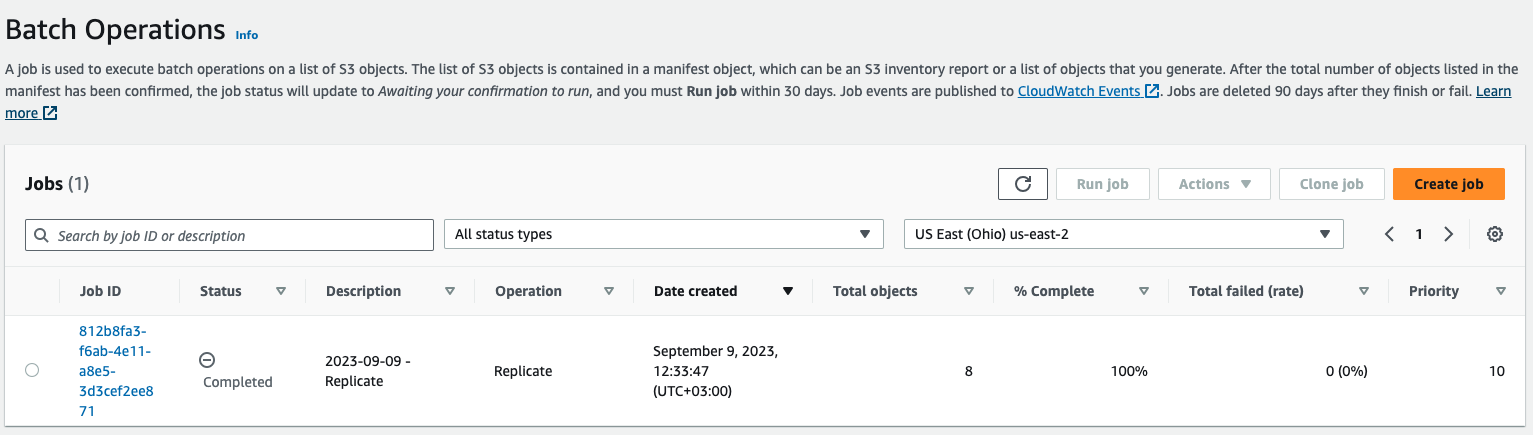 Batch Operations Info
A job is used to execute batch operations on a list of S3 objects. The list of S3 objects is contained in a manifest object, which can be an S3 inventory report or a list of objects that you generate. After the total number of objects listed in the
manifest has been confirmed, the job status will update to Awaiting your confirmation to run, and you must Run job within 30 days. Job events are published to CloudWatch Events. Jobs are deleted 90 days after they finish or fail. Learn
more
Jobs (1)
Run job
Actions
Clone job
Create job
Search by job ID or description
All status types
US East (Ohio) us-east-2
1
Job ID Status Description Operation Date created Total objects % Complete Total failed (rate) Priority
812b8fa3-
f6ab-4e11-
a8e5-
3d3cef2ee8
71
Completed
2023-09-09 -
Replicate
Replicate
September 9, 2023,
12:33:47
(UTC+03:00)
8
100%
0 (0%)
10